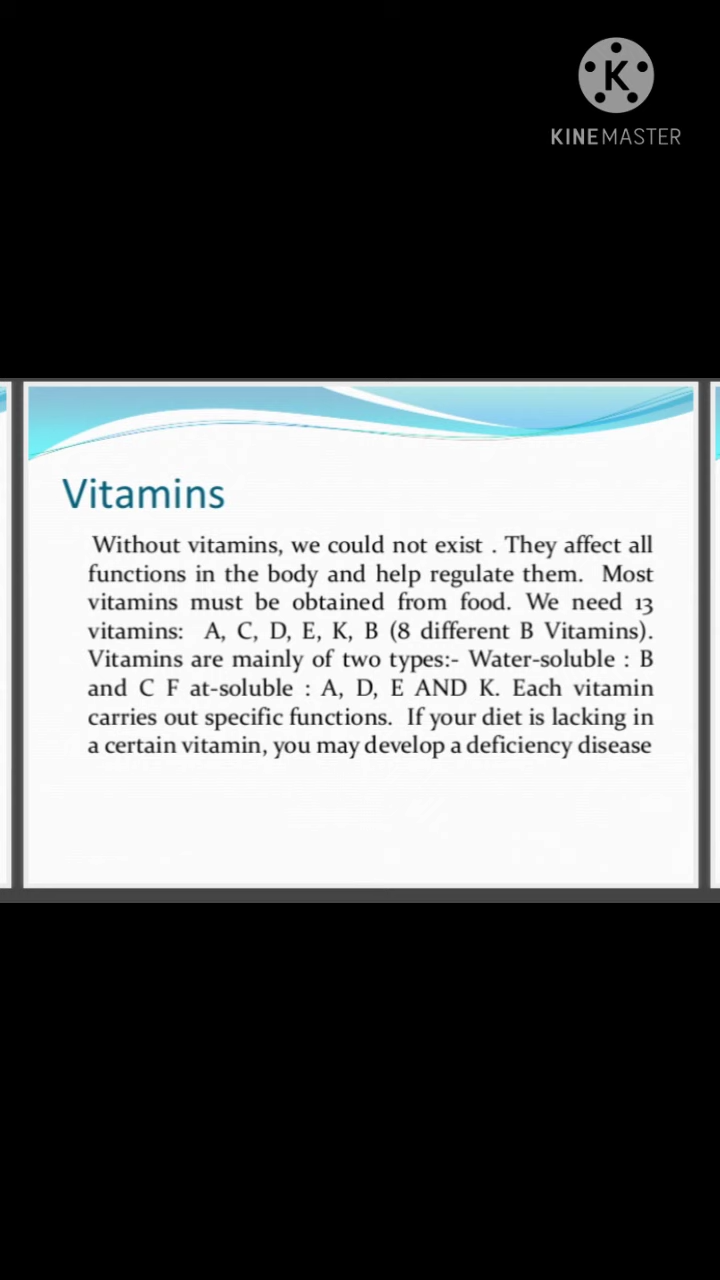 K
KINEMASTER
Vitamins
Without vitamins, we could not exist . They affect all
functions in the body and help regulate them. Most
vitamins must be obtained from food. We need 13
vitamins: A, C, D, E, K, B (8 different B Vitamins).
Vitamins are mainly of two types:- Water-soluble : B
and C F at-soluble : A, D, E AND K. Each vitamin
carries out specific functions. If your diet is lacking in
a certain vitamin, you may develop a deficiency disease